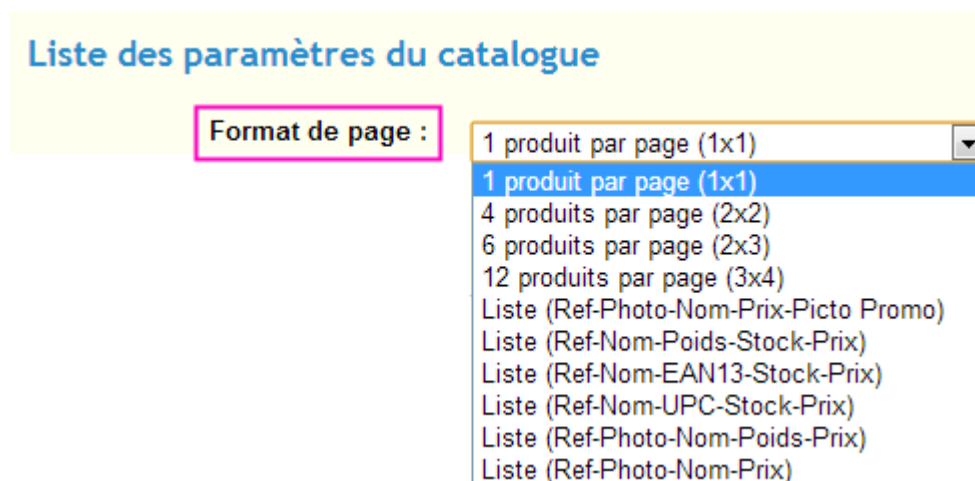 Liste des paramètres du catalogue
Format de page :
1 produit par page (1x1)
1 produit par page (1x1)
4 produits par page (2x2)
6 produits par page (2x3)
12 produits par page (3x4)
Liste (Ref-Photo-Nom-Prix-Picto Promo)
Liste (Ref-Nom-Poids-Stock-Prix)
Liste (Ref-Nom-EAN13-Stock-Prix)
Liste (Ref-Nom-UPC-Stock-Prix)
Liste (Ref-Photo-Nom-Poids-Prix)
Liste (Ref-Photo-Nom-Prix)